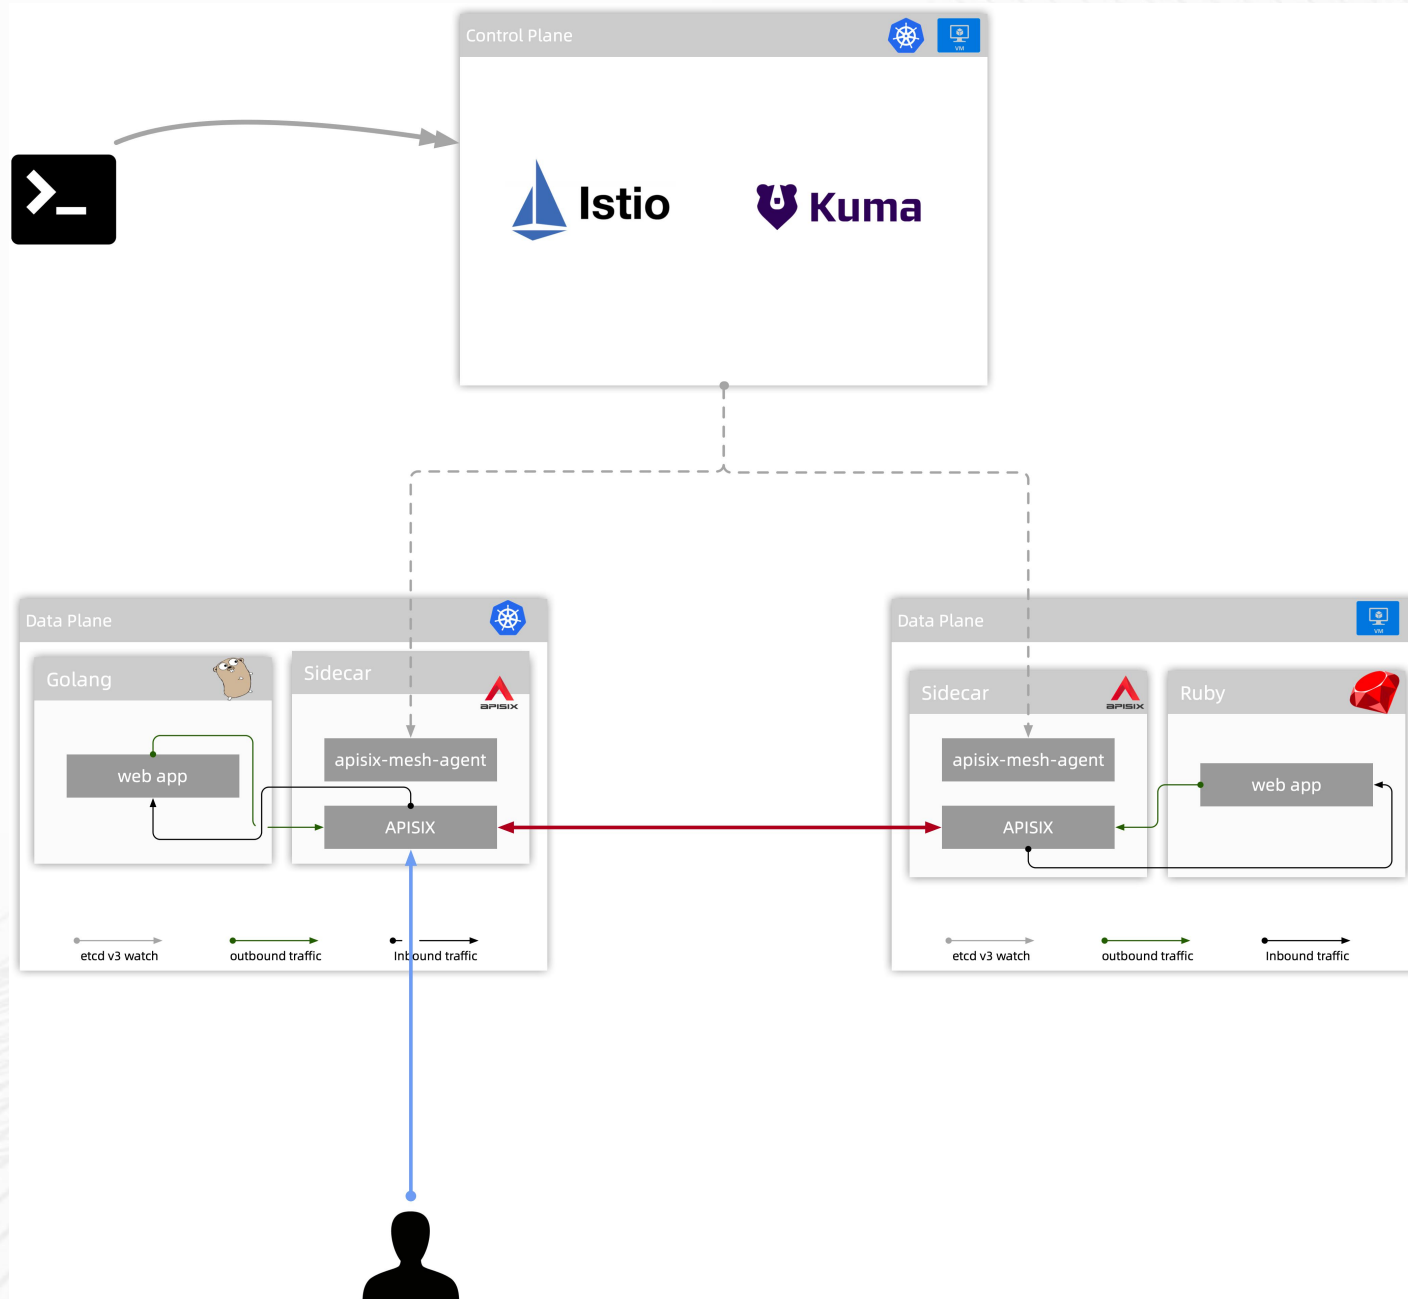 Control Plane
VM
Istio
Kuma
Data Plane
Golang
Sidecar
APISIX
apisix-mesh-agent
web app
APISIX
etcd v3 watch
outbound traffic
Inbound traffic
Data Plane
VM
Sidecar
APISIX
Ruby
apisix-mesh-agent
web app
APISIX
etcd v3 watch
outbound traffic
Inbound traffic